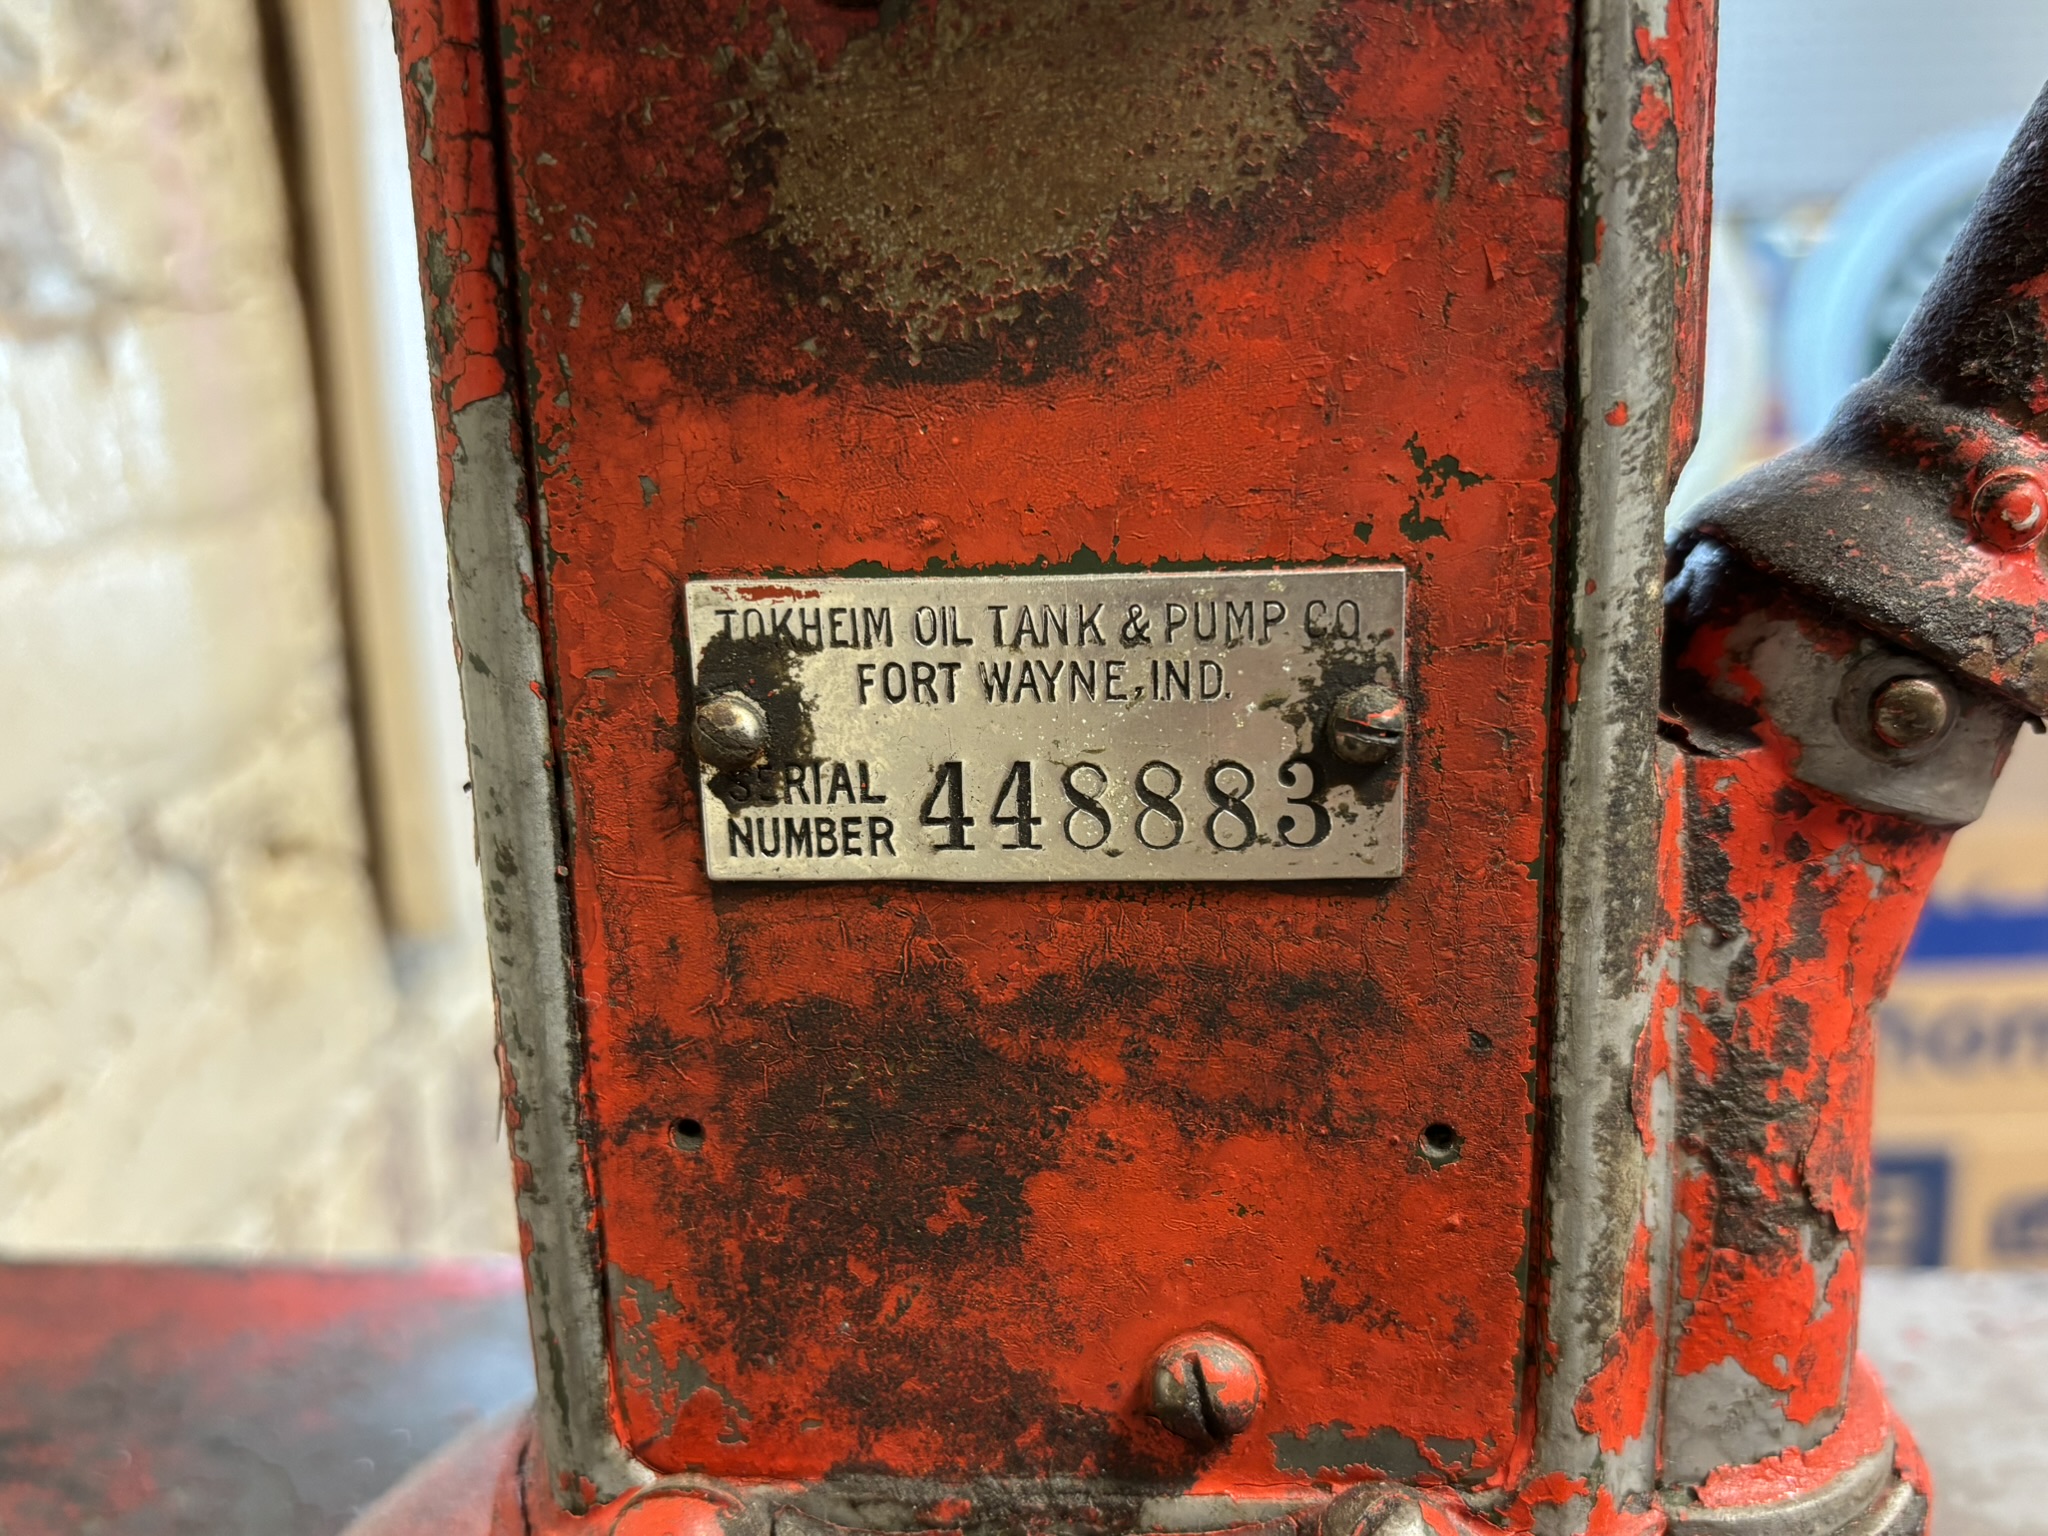 TOKHEIM OIL TANK & PUMP CO
FORT WAYNE, IND.
SERIAL
NUMBER 448883